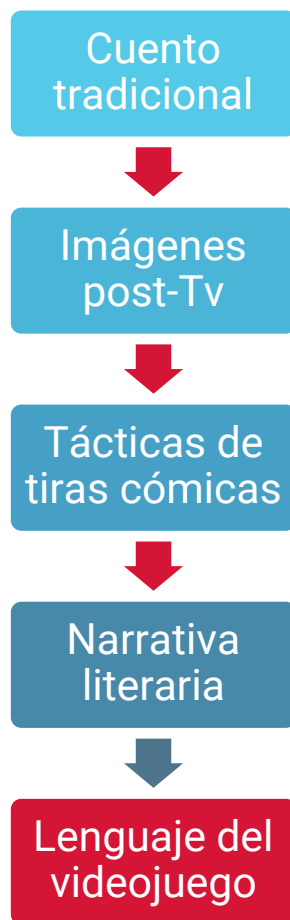 Cuento
tradicional
Imágenes
post-Tv
Tácticas de
tiras cómicas
Narrativa
literaria
Lenguaje del
videojuego